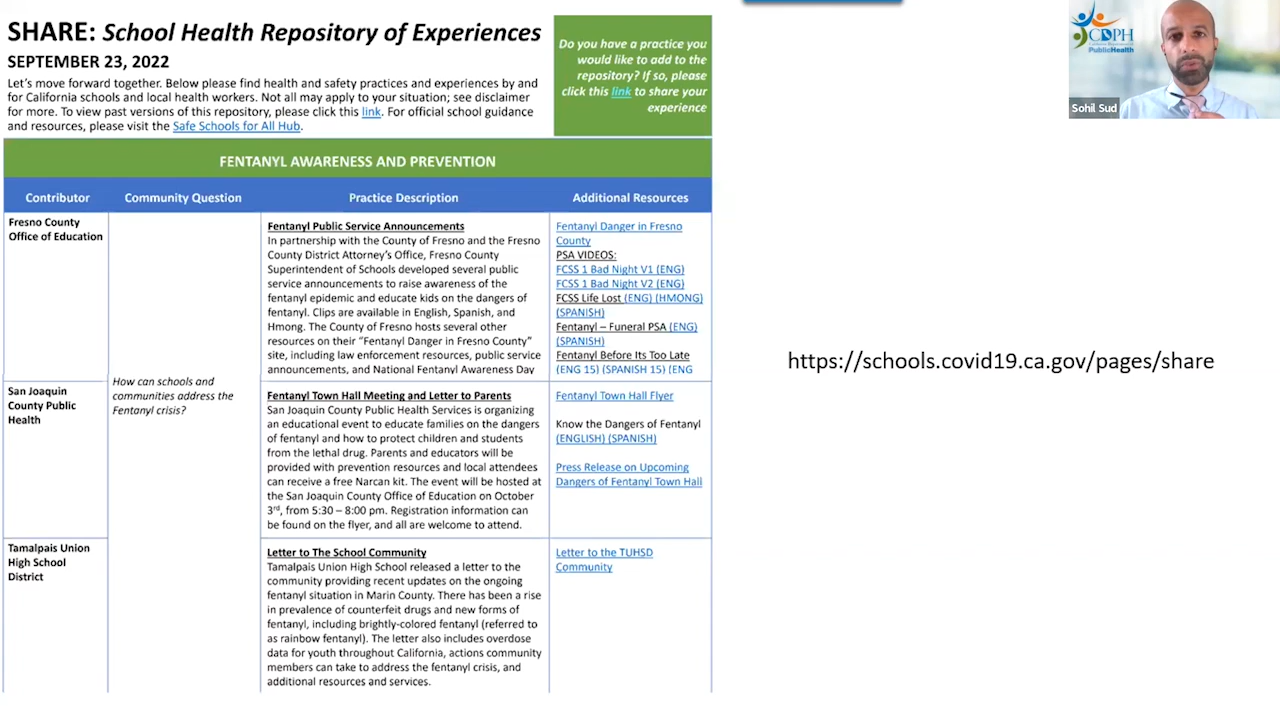 SHARE: School Health Repository of Experiences
SEPTEMBER 23, 2022
Let's move forward together. Below please find health and safety practices and experiences by and
for California schools and local health workers. Not all may apply to your situation; see disclaimer
for more. To view past versions of this repository, please click this link. For official school guidance
and resources, please visit the Safe Schools for All Hub.
Do you have a practice you
would like to add to the
repository? If so, please
click this link to share your
experience
FENTANYL AWARENESS AND PREVENTION
Contributor
Community Question
Practice Description
Additional Resources
Fresno County
Office of Education
How can schools and
communities address the
Fentanyl crisis?
Fentanyl Public Service Announcements
In partnership with the County of Fresno and the Fresno
County District Attorney's Office, Fresno County
Superintendent of Schools developed several public
service announcements to raise awareness of the
fentanyl epidemic and educate kids on the dangers of
fentanyl. Clips are available in English, Spanish, and
Hmong. The County of Fresno hosts several other
resources on their "Fentanyl Danger in Fresno County"
site, including law enforcement resources, public service
announcements, and National Fentanyl Awareness Day
Fentanyl Danger in Fresno
County
PSA VIDEOS:
FCSS 1 Bad Night V1 (ENG)
FCSS 1 Bad Night V2 (ENG)
FCSS Life Lost (ENG) (HMONG)
(SPANISH)
Fentanyl – Funeral PSA (ENG)
(SPANISH)
Fentanyl Before Its Too Late
(ENG 15) (SPANISH 15) (ENG
San Joaquin
County Public
Health
Fentanyl Town Hall Meeting and Letter to Parents
San Joaquin County Public Health Services is organizing
an educational event to educate families on the dangers
of fentanyl and how to protect children and students
from the lethal drug. Parents and educators will be
provided with prevention resources and local attendees
can receive a free Narcan kit. The event will be hosted at
the San Joaquin County Office of Education on October
3rd, from 5:30 – 8:00 pm. Registration information can
be found on the flyer, and all are welcome to attend.
Fentanyl Town Hall Flyer
Know the Dangers of Fentanyl
(ENGLISH) (SPANISH)
Press Release on Upcoming
Dangers of Fentanyl Town Hall
Tamalpais Union
High School
District
Letter to The School Community
Tamalpais Union High School released a letter to the
community providing recent updates on the ongoing
fentanyl situation in Marin County. There has been a rise
in prevalence of counterfeit drugs and new forms of
fentanyl, including brightly-colored fentanyl (referred to
as rainbow fentanyl). The letter also includes overdose
data for youth throughout California, actions community
members can take to address the fentanyl crisis, and
additional resources and services.
Letter to the TUHSD
Community
https://schools.covid19.ca.gov/pages/share
CDPH
PublicHealth
Sohil Sud